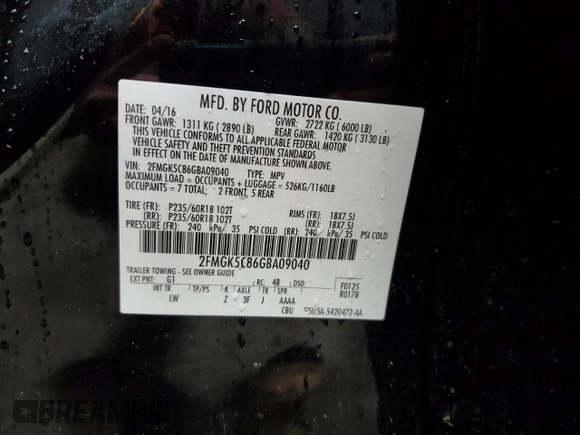 MFD. BY FORD MOTOR CO.
DATE: 04/16 GVWR: 2722 KG ( 6000 LB)
FRONT GAWR: 1311 KG ( 2890 LB) REAR GAWR: 1420 KG ( 3130 LB)
THIS VEHICLE CONFORMS TO ALL APPLICABLE FEDERAL MOTOR
VEHICLE SAFETY AND THEFT PREVENTION STANDARDS
IN EFFECT ON THE DATE OF MANUFACTURE SHOWN ABOVE.
VIN: 2FMGK5C86GBA09040 TYPE: MPV
MAXIMUM LOAD = OCCUPANTS + LUGGAGE = 526KG/1160LB
OCCUPANTS = 7 TOTAL; 2 FRONT, 5 REAR
TIRE (FR): P235/60R18 102T RIMS (FR): 18X7.5J
(RR): P235/60R18 102T (RR): 18X7.5J
PRESSURE (FR): 240 kPa/ 35 PSI COLD (RR) 240 kPa/ 35 PSI COLD
2FMGK5C86GBA09040
TRAILER TOWING - SEE OWNER GUIDE
EXT PNT: G1 RC: 48 DSO: F0125
INT TR TP/PS R AXLE TR SPR R0178
LW Z 3F J AAAA
CBU 5U5A-5420472-AA
BREAMING